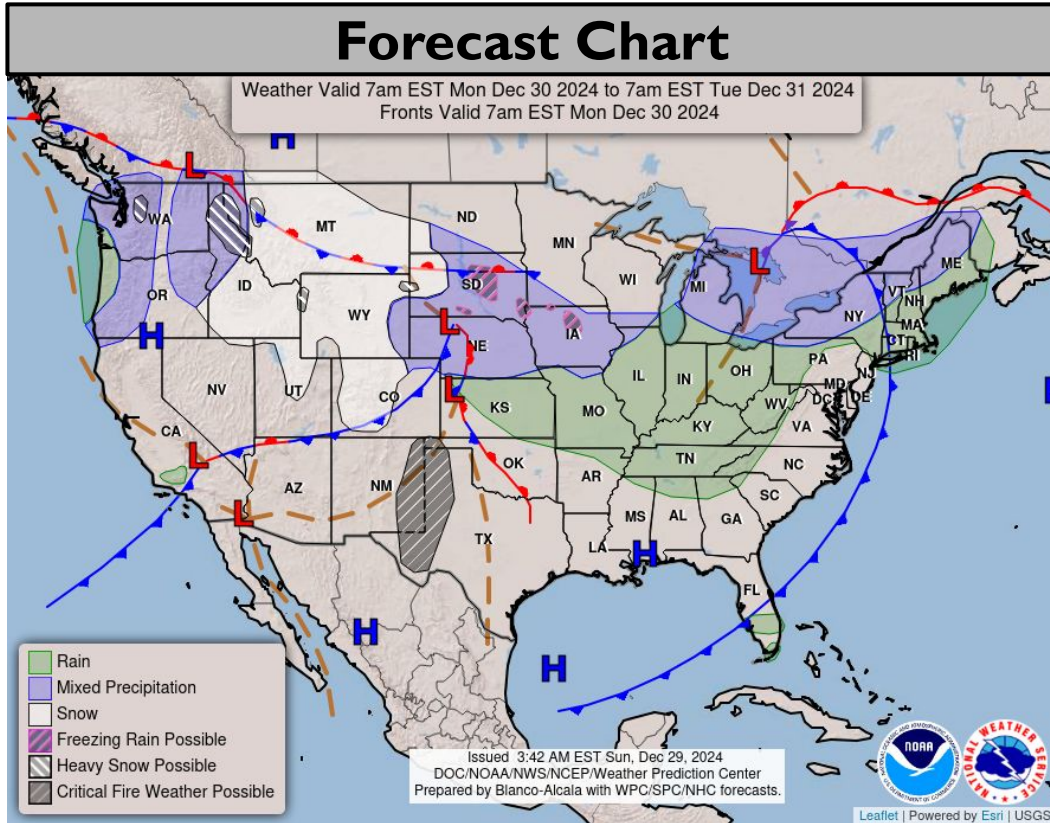 Forecast Chart
Weather Valid 7am EST Mon Dec 30 2024 to 7am EST Tue Dec 31 2024
Fronts Valid 7am EST Mon Dec 30 2024
H
L
WA
MT
ND
MN
L
ME
OR
ID
SD
WI
MI
VT
NH
H
WY
L
NE
IA
NY
MA
CT
RI
NV
UT
CO
L
KS
IL
IN
OH
PA
NJ
MD
DE
DC
H
CA
MO
WV
VA
KY
L
OK
TN
NC
AZ
NM
AR
SC
L
TX
MS
AL
GA
LA
H
FL
H
H
Rain
Mixed Precipitation
Snow
Freezing Rain Possible
Heavy Snow Possible
Critical Fire Weather Possible
Issued 3:42 AM EST Sun, Dec 29, 2024
DOC/NOAA/NWS/NCEP/Weather Prediction Center
Prepared by Blanco-Alcala with WPC/SPC/NHC forecasts.
NOAA
NATIONAL WEATHER SERVICE
Leaflet | Powered by Esri | USGS